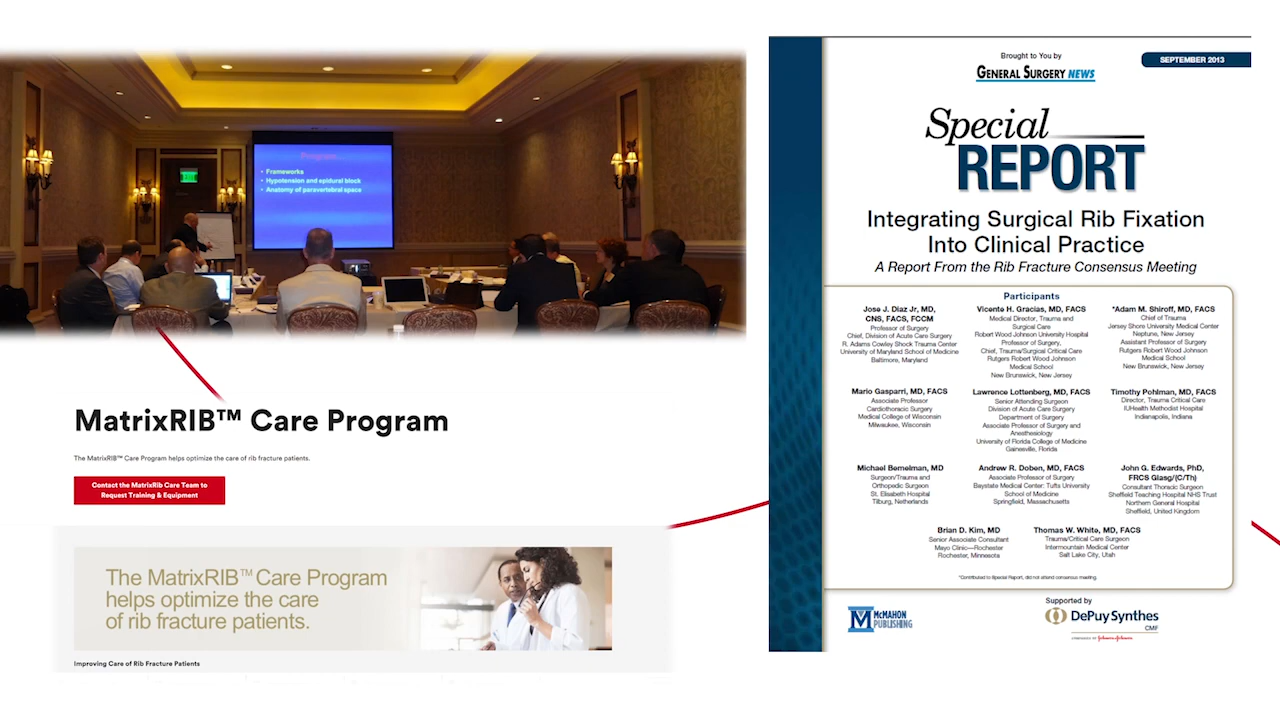 Program
• Frameworks
• Hypotension and epidural block
• Anatomy of paravertebral space
MatrixRIB™ Care Program
The MatrixRIB™ Care Program helps optimize the care of rib fracture patients.
Contact the MatrixRib Care Team to
Request Training & Equipment
The MatrixRIB™ Care Program
helps optimize the care
of rib fracture patients.
Improving Care of Rib Fracture Patients
Brought to You by
GENERAL SURGERY NEWS
SEPTEMBER 2013
Special
REPORT
Integrating Surgical Rib Fixation
Into Clinical Practice
A Report From the Rib Fracture Consensus Meeting
Participants
Jose J. Diaz Jr, MD,
CNS, FACS, FCCM
Professor of Surgery
Chief, Division of Acute Care Surgery
R. Adams Cowley Shock Trauma Center
University of Maryland School of Medicine
Baltimore, Maryland
Vicente H. Gracias, MD, FACS
Medical Director, Trauma and
Surgical Care
Robert Wood Johnson University Hospital
Professor of Surgery,
Chief, Trauma/Surgical Critical Care
Rutgers Robert Wood Johnson
Medical School
New Brunswick, New Jersey
*Adam M. Shiroff, MD, FACS
Chief of Trauma
Jersey Shore University Medical Center
Neptune, New Jersey
Assistant Professor of Surgery
Rutgers Robert Wood Johnson
Medical School
New Brunswick, New Jersey
Mario Gasparri, MD, FACS
Associate Professor
Cardiothoracic Surgery
Medical College of Wisconsin
Milwaukee, Wisconsin
Lawrence Lottenberg, MD, FACS
Senior Attending Surgeon
Division of Acute Care Surgery
Department of Surgery
Associate Professor of Surgery and
Anesthesiology
University of Florida College of Medicine
Gainesville, Florida
Timothy Pohlman, MD, FACS
Director, Trauma Critical Care
IUHealth Methodist Hospital
Indianapolis, Indiana
Michael Bemelman, MD
Surgeon/Trauma and
Orthopedic Surgeon
St. Elisabeth Hospital
Tilburg, Netherlands
Andrew R. Doben, MD, FACS
Associate Professor of Surgery
Baystate Medical Center: Tufts University
School of Medicine
Springfield, Massachusetts
John G. Edwards, PhD,
FRCS Glasg/(C/Th)
Consultant Thoracic Surgeon
Sheffield Teaching Hospital NHS Trust
Northern General Hospital
Sheffield, United Kingdom
Brian D. Kim, MD
Senior Associate Consultant
Mayo Clinic—Rochester
Rochester, Minnesota
Thomas W. White, MD, FACS
Trauma/Critical Care Surgeon
Intermountain Medical Center
Salt Lake City, Utah
*Contributed to Special Report, did not attend consensus meeting.
MCMAHON
PUBLISHING
Supported by
DePuy Synthes
CMF